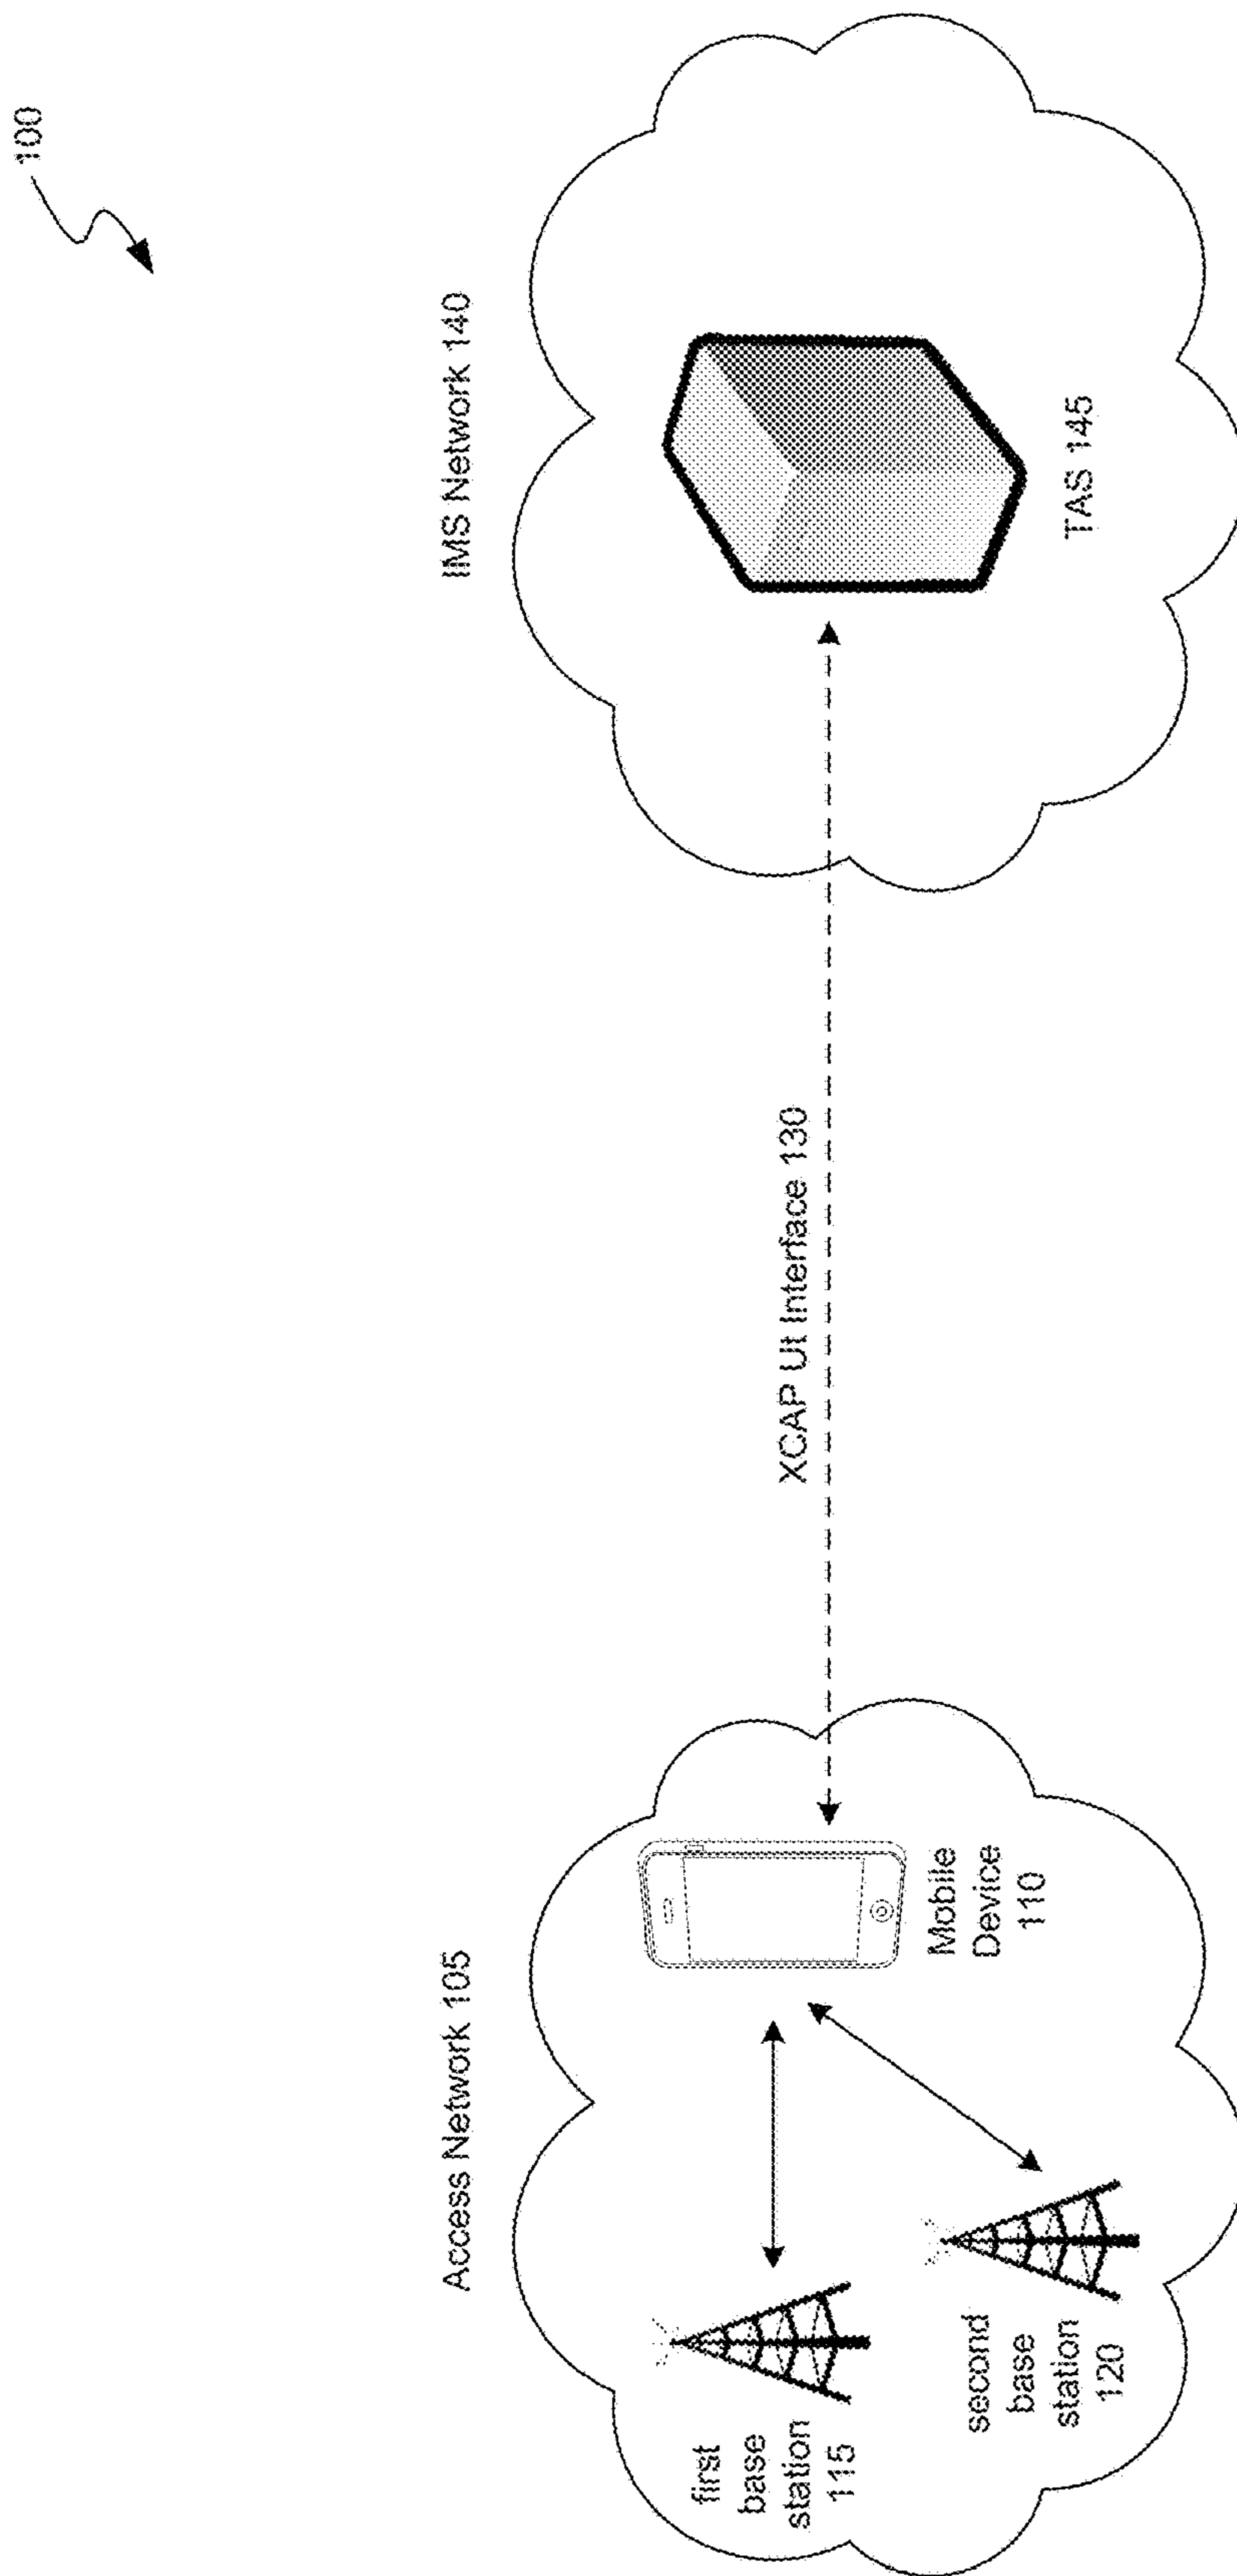 100
Access Network 105
IMS Network 140
first
base
station
115
second
base
station
120
Mobile
Device
110
XCAP Ut Interface 130
TAS 145